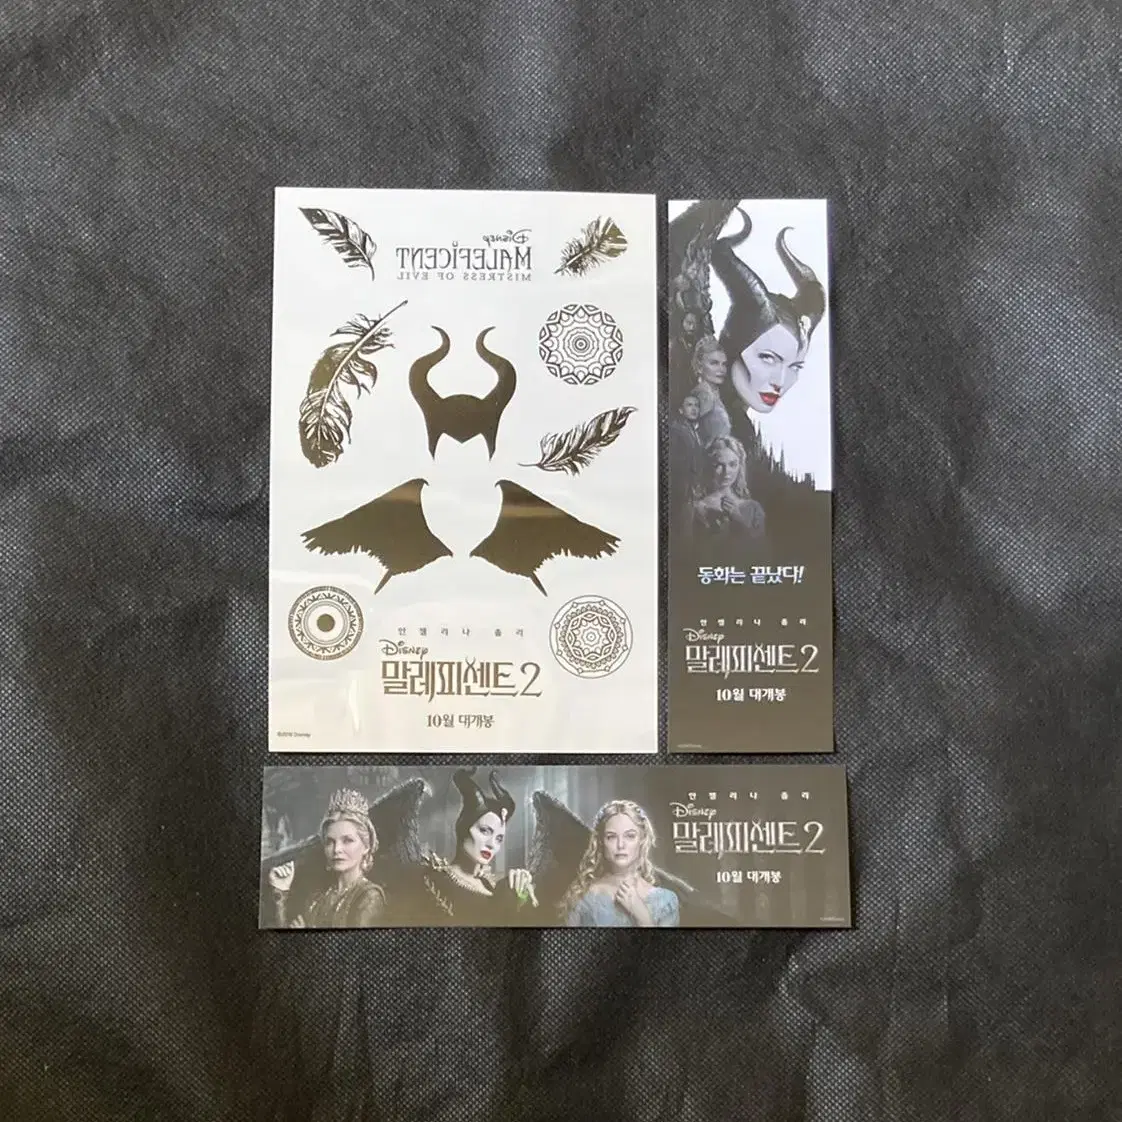 Disney
MALEFICENT
MISTRESS OF EVIL
안젤리나 졸리
Disney
말레피센트2
10월 대개봉
©2019 Disney
동화는 끝났다!
안젤리나 졸리
Disney
말레피센트2
10월 대개봉
안젤리나 졸리
Disney
말레피센트2
10월 대개봉